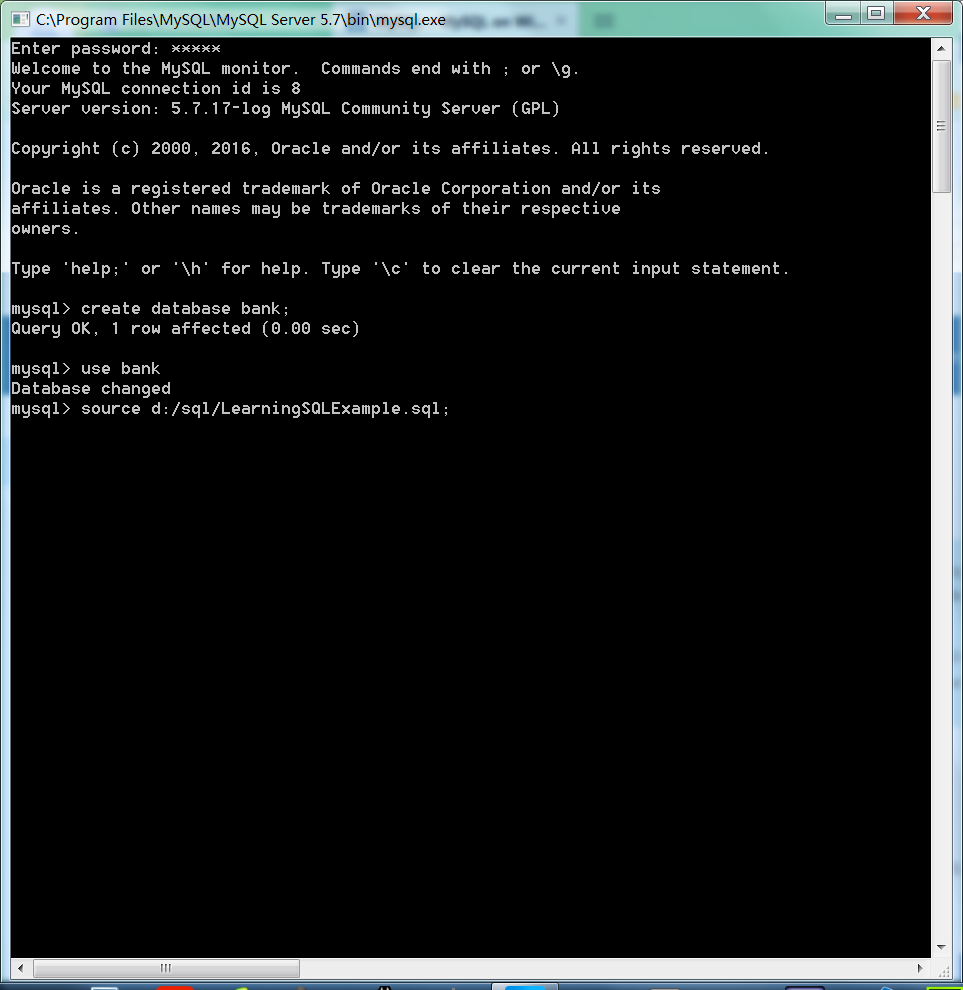 C:\Program Files\MySQL\MySQL Server 5.7\bin\mysql.exe
Enter password: *****
Welcome to the MySQL monitor.  Commands end with ; or \g.
Your MySQL connection id is 8
Server version: 5.7.17-log MySQL Community Server (GPL)
Copyright (c) 2000, 2016, Oracle and/or its affiliates. All rights reserved.
Oracle is a registered trademark of Oracle Corporation and/or its
affiliates. Other names may be trademarks of their respective
owners.
Type 'help;' or '\h' for help. Type '\c' to clear the current input statement.
mysql> create database bank;
Query OK, 1 row affected (0.00 sec)
mysql> use bank
Database changed
mysql> source d:/sql/LearningSQLExample.sql;